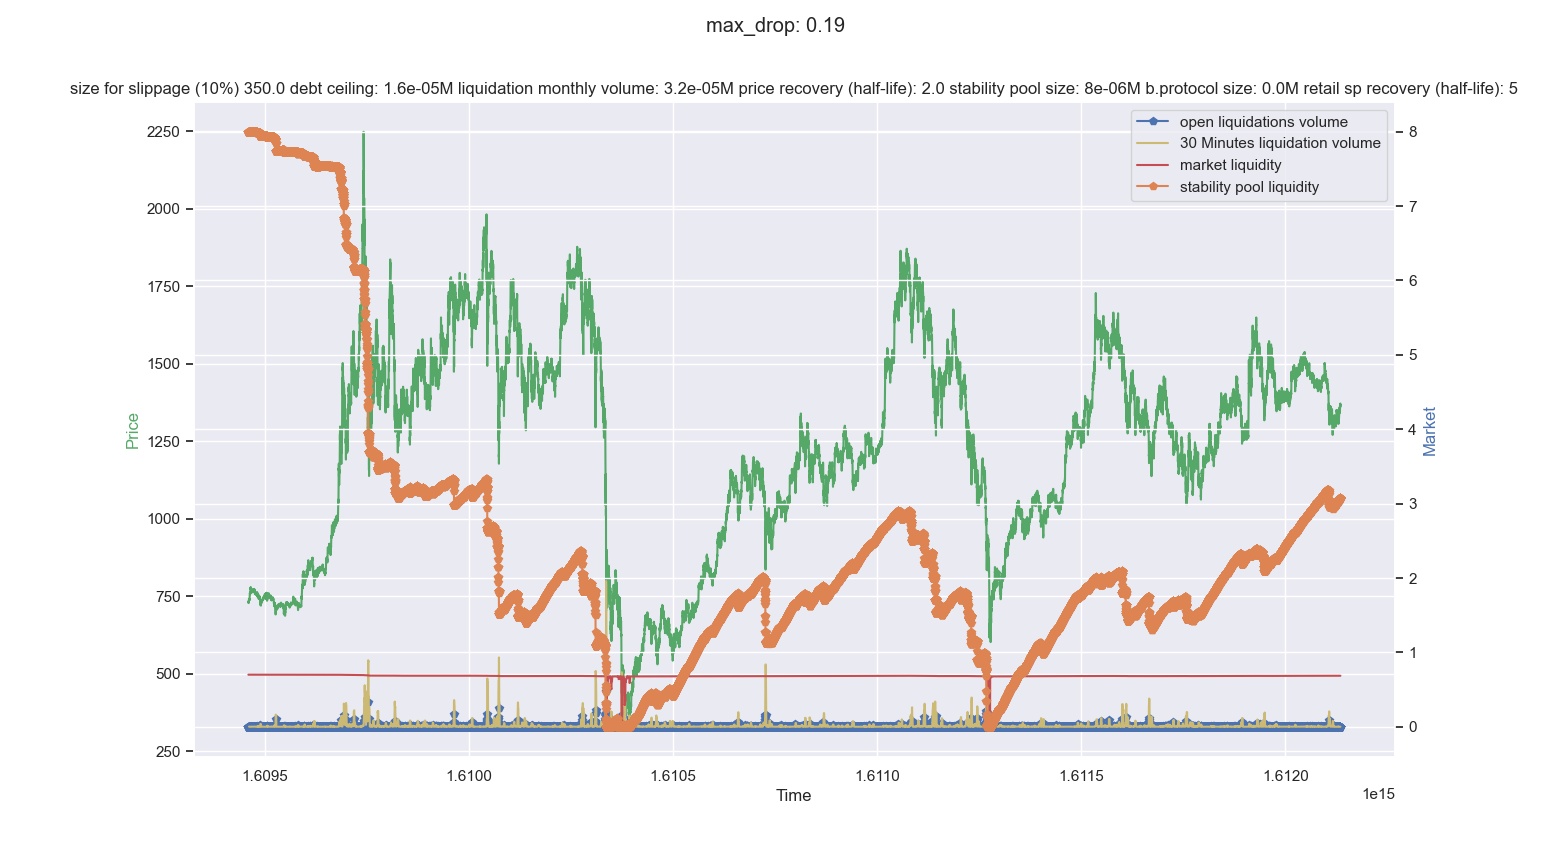 max_drop: 0.19
size for slippage (10%) 350.0 debt ceiling: 1.6e-05M liquidation monthly volume: 3.2e-05M price recovery (half-life): 2.0 stability pool size: 8e-06M b.protocol size: 0.0M retail sp recovery (half-life): 5
open liquidations volume
30 Minutes liquidation volume
market liquidity
stability pool liquidity
2250
2000
1750
1500
1250
1000
750
500
250
Price
8
7
6
5
4
3
2
1
0
Market
1.6095 1.6100 1.6105 1.6110 1.6115 1.6120
1e15
Time